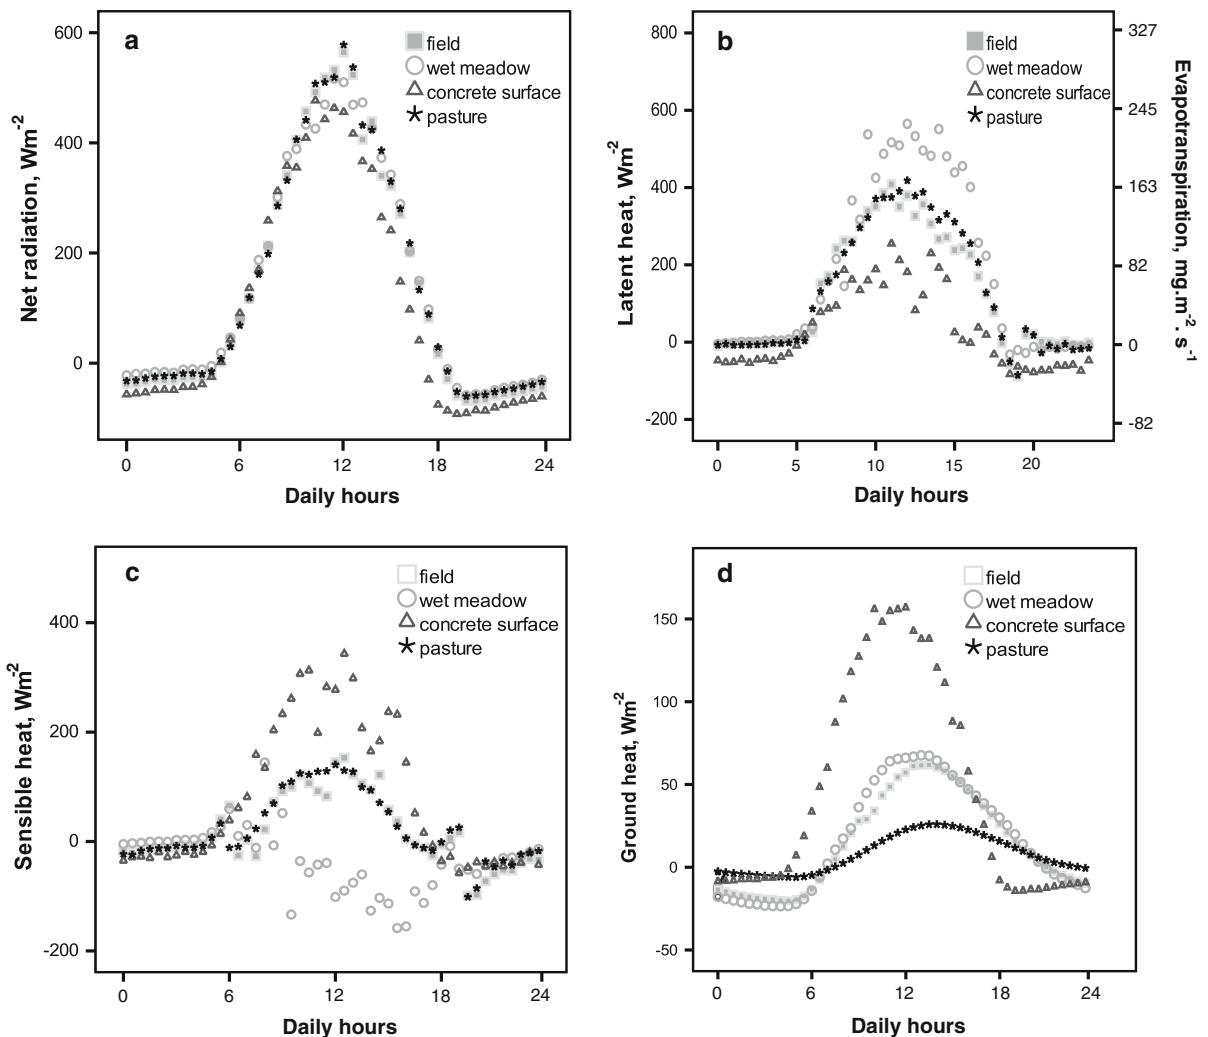 a
600
400
200
0
Net radiation, Wm-2
field
wet meadow
concrete surface
pasture
0 6 12 18 24
Daily hours
b
800
600
400
200
0
-200
Latent heat, Wm-2
field
wet meadow
concrete surface
pasture
327
245
163
82
0
-82
Evapotranspiration, mg.m-2. s-1
0 5 10 15 20
Daily hours
c
400
200
0
-200
Sensible heat, Wm-2
field
wet meadow
concrete surface
pasture
0 6 12 18 24
Daily hours
d
150
100
50
0
-50
Ground heat, Wm-2
field
wet meadow
concrete surface
pasture
0 6 12 18 24
Daily hours